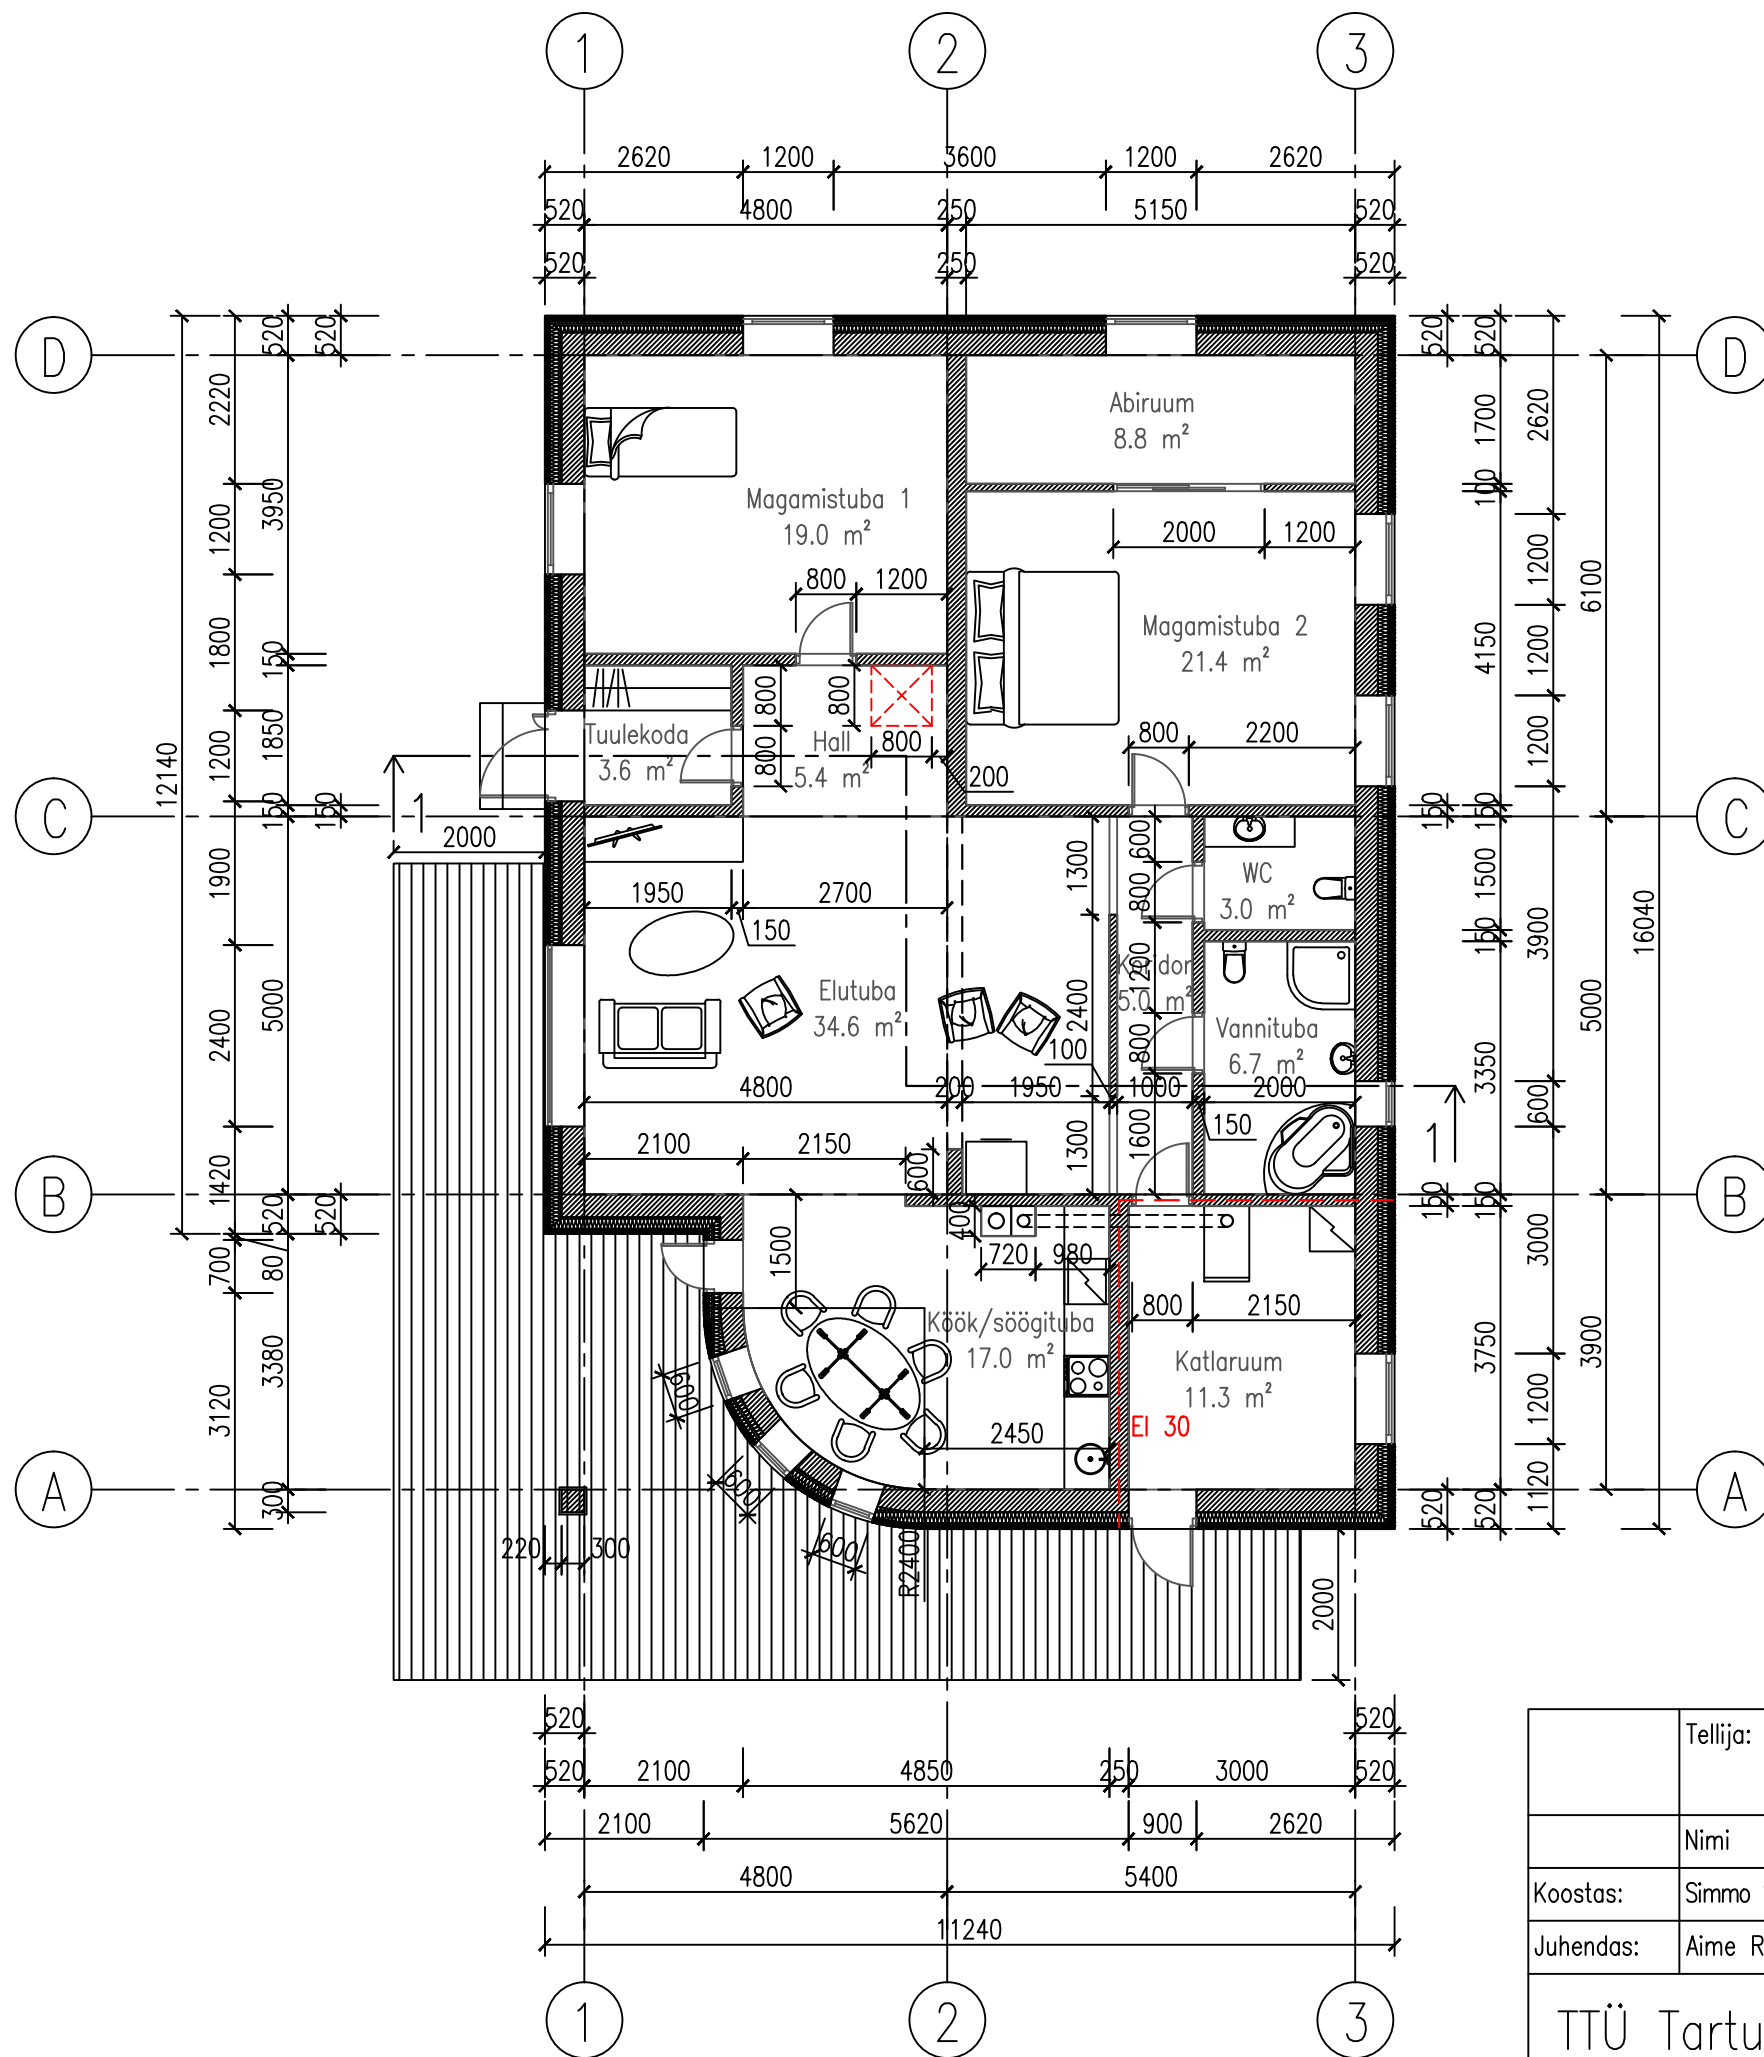 1 2 3
2620 1200 3600 1200 2620
520 4800 250 5150 520
520 250 520
D D
C C
B B
A A
12140
2220 1200 1800 1200 1900 2400 1420 700 3120
520 3950 150 1850 150 5000 520 80 3380 300
520 150 520
520 150 150 520
520 1700 100 4150 150 1500 150 3350 150 3750 520
2620 1200 1200 1200 3900 600 3000 1200 1120
6100 5000 3900
16040
Abiruum
8.8 m²
Magamistuba 1
19.0 m²
2000 1200
800 1200
Magamistuba 2
21.4 m²
800 2200
Tuulekoda
3.6 m²
800
800
800
Hall
5.4 m²
800
200
1
2000
1950 2700
150
1300
2400
1300
600
800
1200
800
1600
WC
3.0 m²
Koridor
5.0 m²
Elutuba
34.6 m²
Vannituba
6.7 m²
100
4800 200 1950 1000 2000
150
1
2100 2150
600
400
1500
720 980
800 2150
Köök/söögituba
17.0 m²
Katlaruum
11.3 m²
EI 30
2450
600
600
600
R2400
220 300
2000
520 520
520 2100 4850 250 3000 520
2100 5620 900 2620
4800 5400
11240
1 2 3
Tellija:
Nimi
Koostas: Simmo
Juhendas: Aime R
TTÜ Tartu